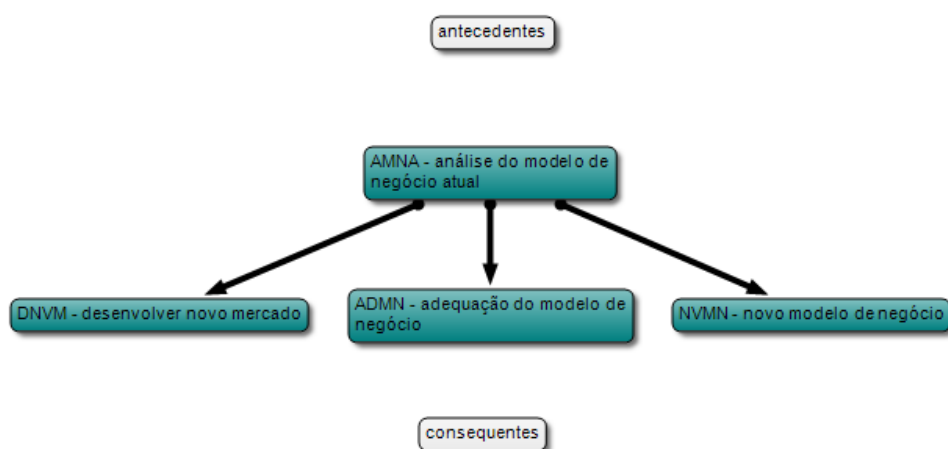 antecedentes
AMNA - análise do modelo de
negócio atual
DNVM - desenvolver novo mercado
ADMN - adequação do modelo de
negócio
NVMN - novo modelo de negócio
consequentes